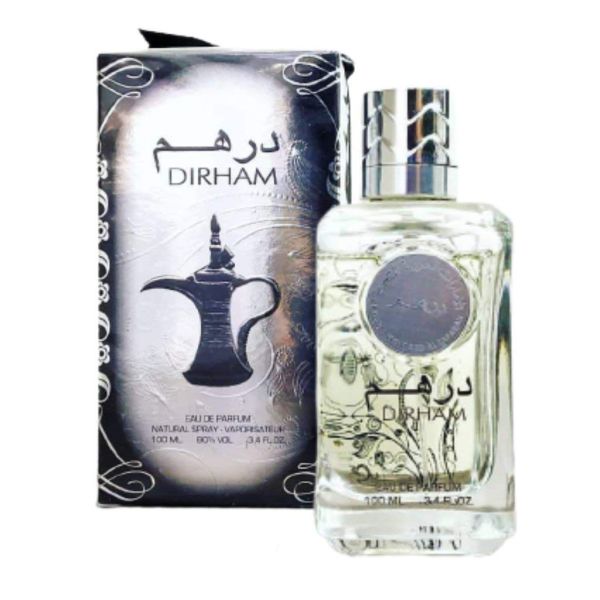 درهم
DIRHAM
EAU DE PARFUM
NATURAL SPRAY - VAPORISATEUR
100 ML 80% VOL 3.4 FL.OZ.
درهم
DIRHAM
EAU DE PARFUM
100 ML 3.4 FL.OZ.